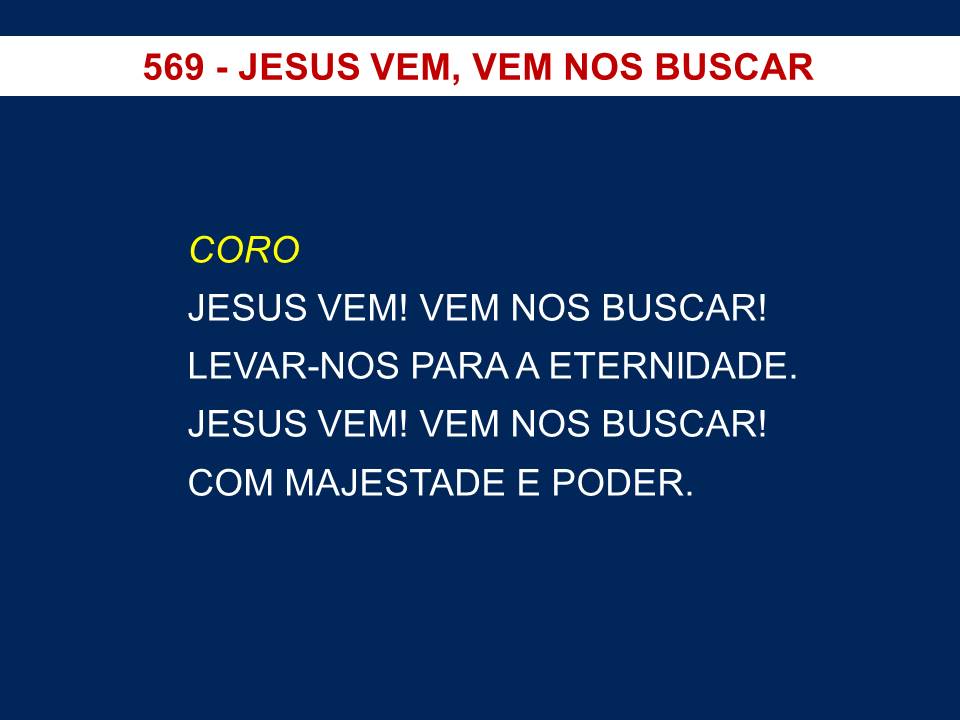 569 - JESUS VEM, VEM NOS BUSCAR
CORO
JESUS VEM! VEM NOS BUSCAR!
LEVAR-NOS PARA A ETERNIDADE.
JESUS VEM! VEM NOS BUSCAR!
COM MAJESTADE E PODER.